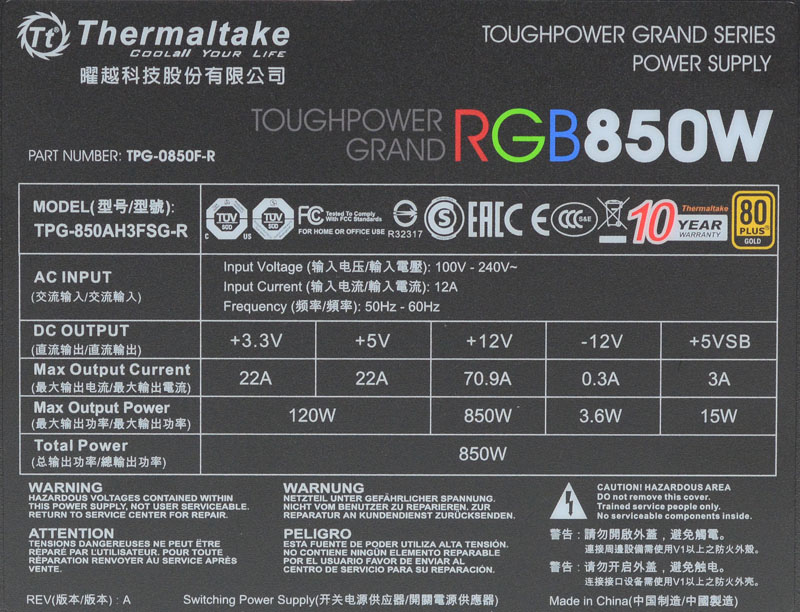 Tt Thermaltake
COOLall YOUR LIFE
曜越科技股份有限公司
TOUGHPOWER GRAND SERIES
POWER SUPPLY
TOUGHPOWER
GRAND RGB850W
PART NUMBER: TPG-0850F-R
MODEL(型号/型號):
TPG-850AH3FSG-R
TUV SGD C US
TUV SGD
FC Tested To Comply
With FCC Standards
FOR HOME OR OFFICE USE
R32317
S
EAC
CE
CCC S&E
Thermaltake
10 YEAR
WARRANTY
80
PLUS
GOLD
AC INPUT
(交流输入/交流輸入)
Input Voltage (输入电压/輸入電壓): 100V - 240V~
Input Current (输入电流/輸入電流): 12A
Frequency (频率/頻率): 50Hz - 60Hz
DC OUTPUT
(直流输出/直流輸出)
+3.3V +5V +12V -12V +5VSB
Max Output Current
(最大输出电流/最大輸出電流)
22A 22A 70.9A 0.3A 3A
Max Output Power
(最大输出功率/最大輸出功率)
120W 850W 3.6W 15W
Total Power
(总输出功率/總輸出功率)
850W
WARNING
HAZARDOUS VOLTAGES CONTAINED WITHIN
THIS POWER SUPPLY, NOT USER SERVICEABLE.
RETURN TO SERVICE CENTER FOR REPAIR.
WARNUNG
NETZTEIL UNTER GEFÄHRLICHER SPANNUNG.
NICHT VOM BENUTZER ZU REPARIEREN. ZUR
REPARATUR AN KUNDENDIENST ZURÜCKSENDEN.
CAUTION! HAZARDOUS AREA
DO not remove this cover.
Trained service people only.
No serviceable components inside.
ATTENTION
TENSIONS DANGEREUSES NE PEUT ÊTRE
RÉPARÉ PAR L'UTILISATEUR. POUR TOUTE
RÉPARATION RENVOYER AU SERVICE APRÈS
VENTE.
PELIGRO
ESTA FUENTE DE PODER UTILIZA ALTA TENSIÓN.
NO CONTIENE NINGÚN ELEMENTO REPARABLE
POR EL USUARIO FAVOR DE ENVIAR AL
CENTRO DE SERVICIO PARA SU REPARACIÓN.
警告：請勿開啟外蓋，避免觸電。
連接周邊設備需使用V1以上之防火外殼。
警告：请勿开启外盖，避免触电。
连接接口设备需使用V1以上之防火外壳。
REV(版本/版本)：A
Switching Power Supply(开关电源供应器/開關電源供應器)
Made in China(中国制造/中國製造)